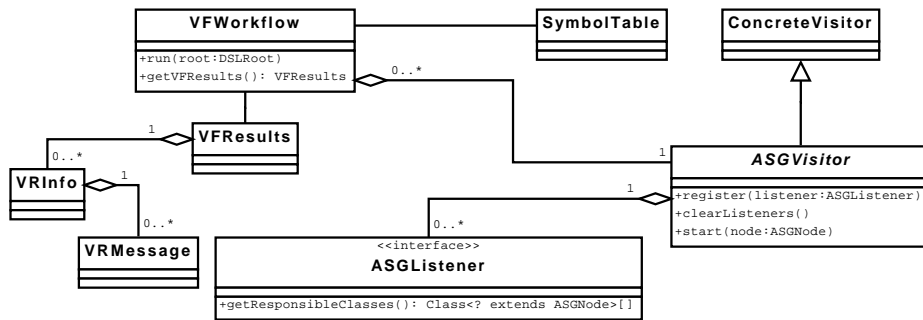 VFWorkflow
+run(root:DSLRoot)
+getVFResults(): VFResults
SymbolTable
ConcreteVisitor
0..*
1
VFResults
1
0..*
VRInfo
1
0..*
VRMessage
ASGVisitor
+register(listener:ASGListener)
+clearListeners()
+start(node:ASGNode)
1
0..*
<<interface>>
ASGListener
+getResponsibleClasses(): Class<? extends ASGNode>[]